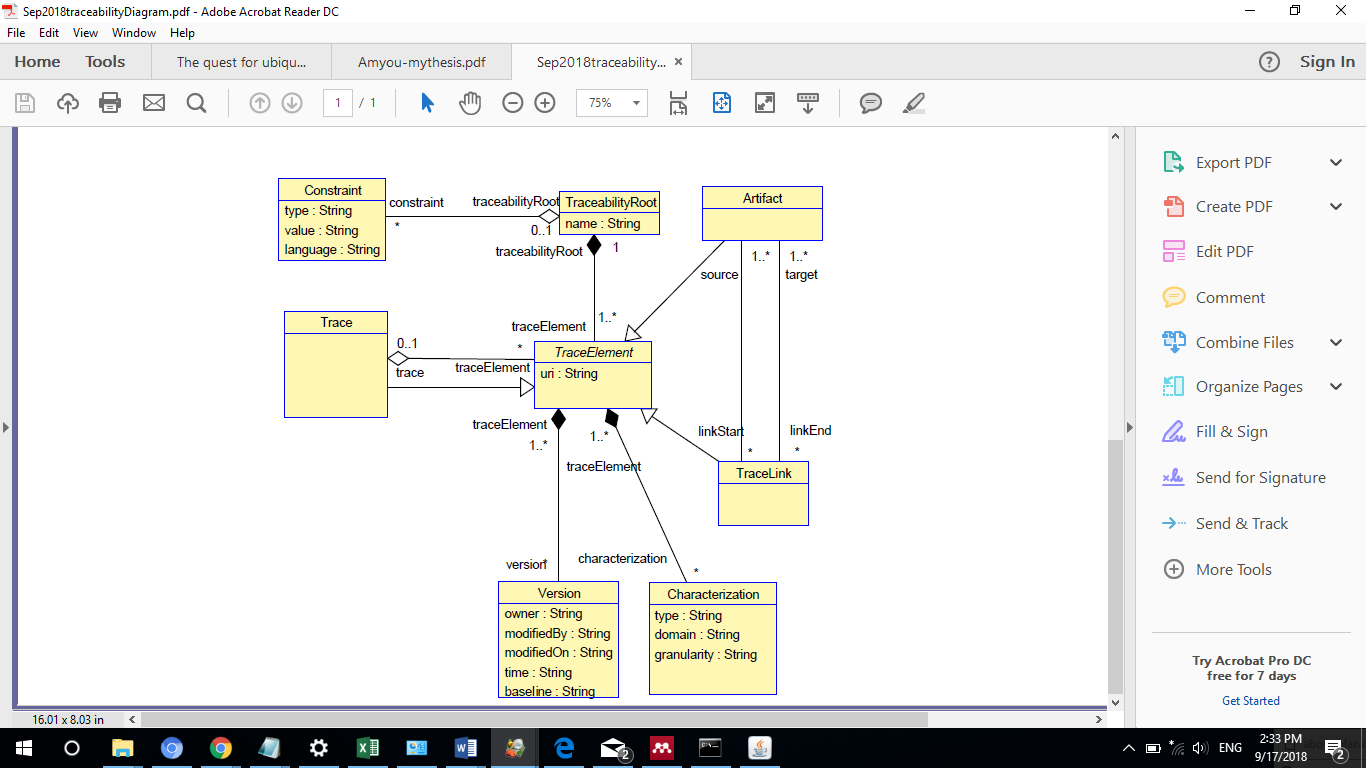 Sep2018traceabilityDiagram.pdf - Adobe Acrobat Reader DC
File Edit View Window Help
Home Tools The quest for ubiqu... Amyou-mythesis.pdf Sep2018traceability... × Sign In
1 / 1 75%
Constraint
type : String
value : String
language : String
constraint
*
traceabilityRoot
0..1
TraceabilityRoot
name : String
traceabilityRoot
1
Artifact
1..*
source
1..*
target
1..*
traceElement
Trace
0..1
trace
*
traceElement
TraceElement
uri : String
traceElement
1..*
1..*
traceElement
linkStart
*
linkEnd
*
TraceLink
version
*
characterization
*
Version
owner : String
modifiedBy : String
modifiedOn : String
time : String
baseline : String
Characterization
type : String
domain : String
granularity : String
Export PDF
Create PDF
Edit PDF
Comment
Combine Files
Organize Pages
Fill & Sign
Send for Signature
Send & Track
More Tools
Try Acrobat Pro DC
free for 7 days
Get Started
16.01 x 8.03 in
2
ENG
2:33 PM
9/17/2018
2